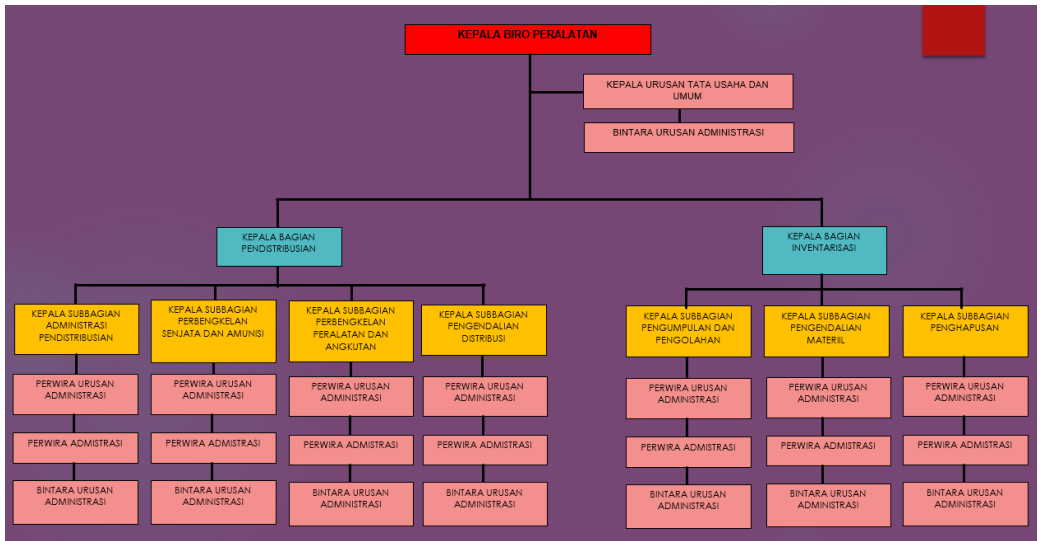 KEPALA BIRO PERALATAN
KEPALA URUSAN TATA USAHA DAN
UMUM
BINTARA URUSAN ADMINISTRASI
KEPALA BAGIAN
PENDISTRIBUSIAN
KEPALA BAGIAN
INVENTARISASI
KEPALA SUBBAGIAN
ADMINISTRASI
PENDISTRIBUSIAN
KEPALA SUBBAGIAN
PERBENGKELAN
SENJATA DAN AMUNISI
KEPALA SUBBAGIAN
PERBENGKELAN
PERALATAN DAN
ANGKUTAN
KEPALA SUBBAGIAN
PENGENDALIAN
DISTRIBUSI
KEPALA SUBBAGIAN
PENGUMPULAN DAN
PENGOLAHAN
KEPALA SUBBAGIAN
PENGENDALIAN
MATERIIL
KEPALA SUBBAGIAN
PENGHAPUSAN
PERWIRA URUSAN
ADMINISTRASI
PERWIRA URUSAN
ADMINISTRASI
PERWIRA URUSAN
ADMINISTRASI
PERWIRA URUSAN
ADMINISTRASI
PERWIRA URUSAN
ADMINISTRASI
PERWIRA URUSAN
ADMINISTRASI
PERWIRA URUSAN
ADMINISTRASI
PERWIRA ADMISTRASI
PERWIRA ADMISTRASI
PERWIRA ADMISTRASI
PERWIRA ADMISTRASI
PERWIRA ADMISTRASI
PERWIRA ADMISTRASI
PERWIRA ADMISTRASI
BINTARA URUSAN
ADMINISTRASI
BINTARA URUSAN
ADMINISTRASI
BINTARA URUSAN
ADMINISTRASI
BINTARA URUSAN
ADMINISTRASI
BINTARA URUSAN
ADMINISTRASI
BINTARA URUSAN
ADMINISTRASI
BINTARA URUSAN
ADMINISTRASI